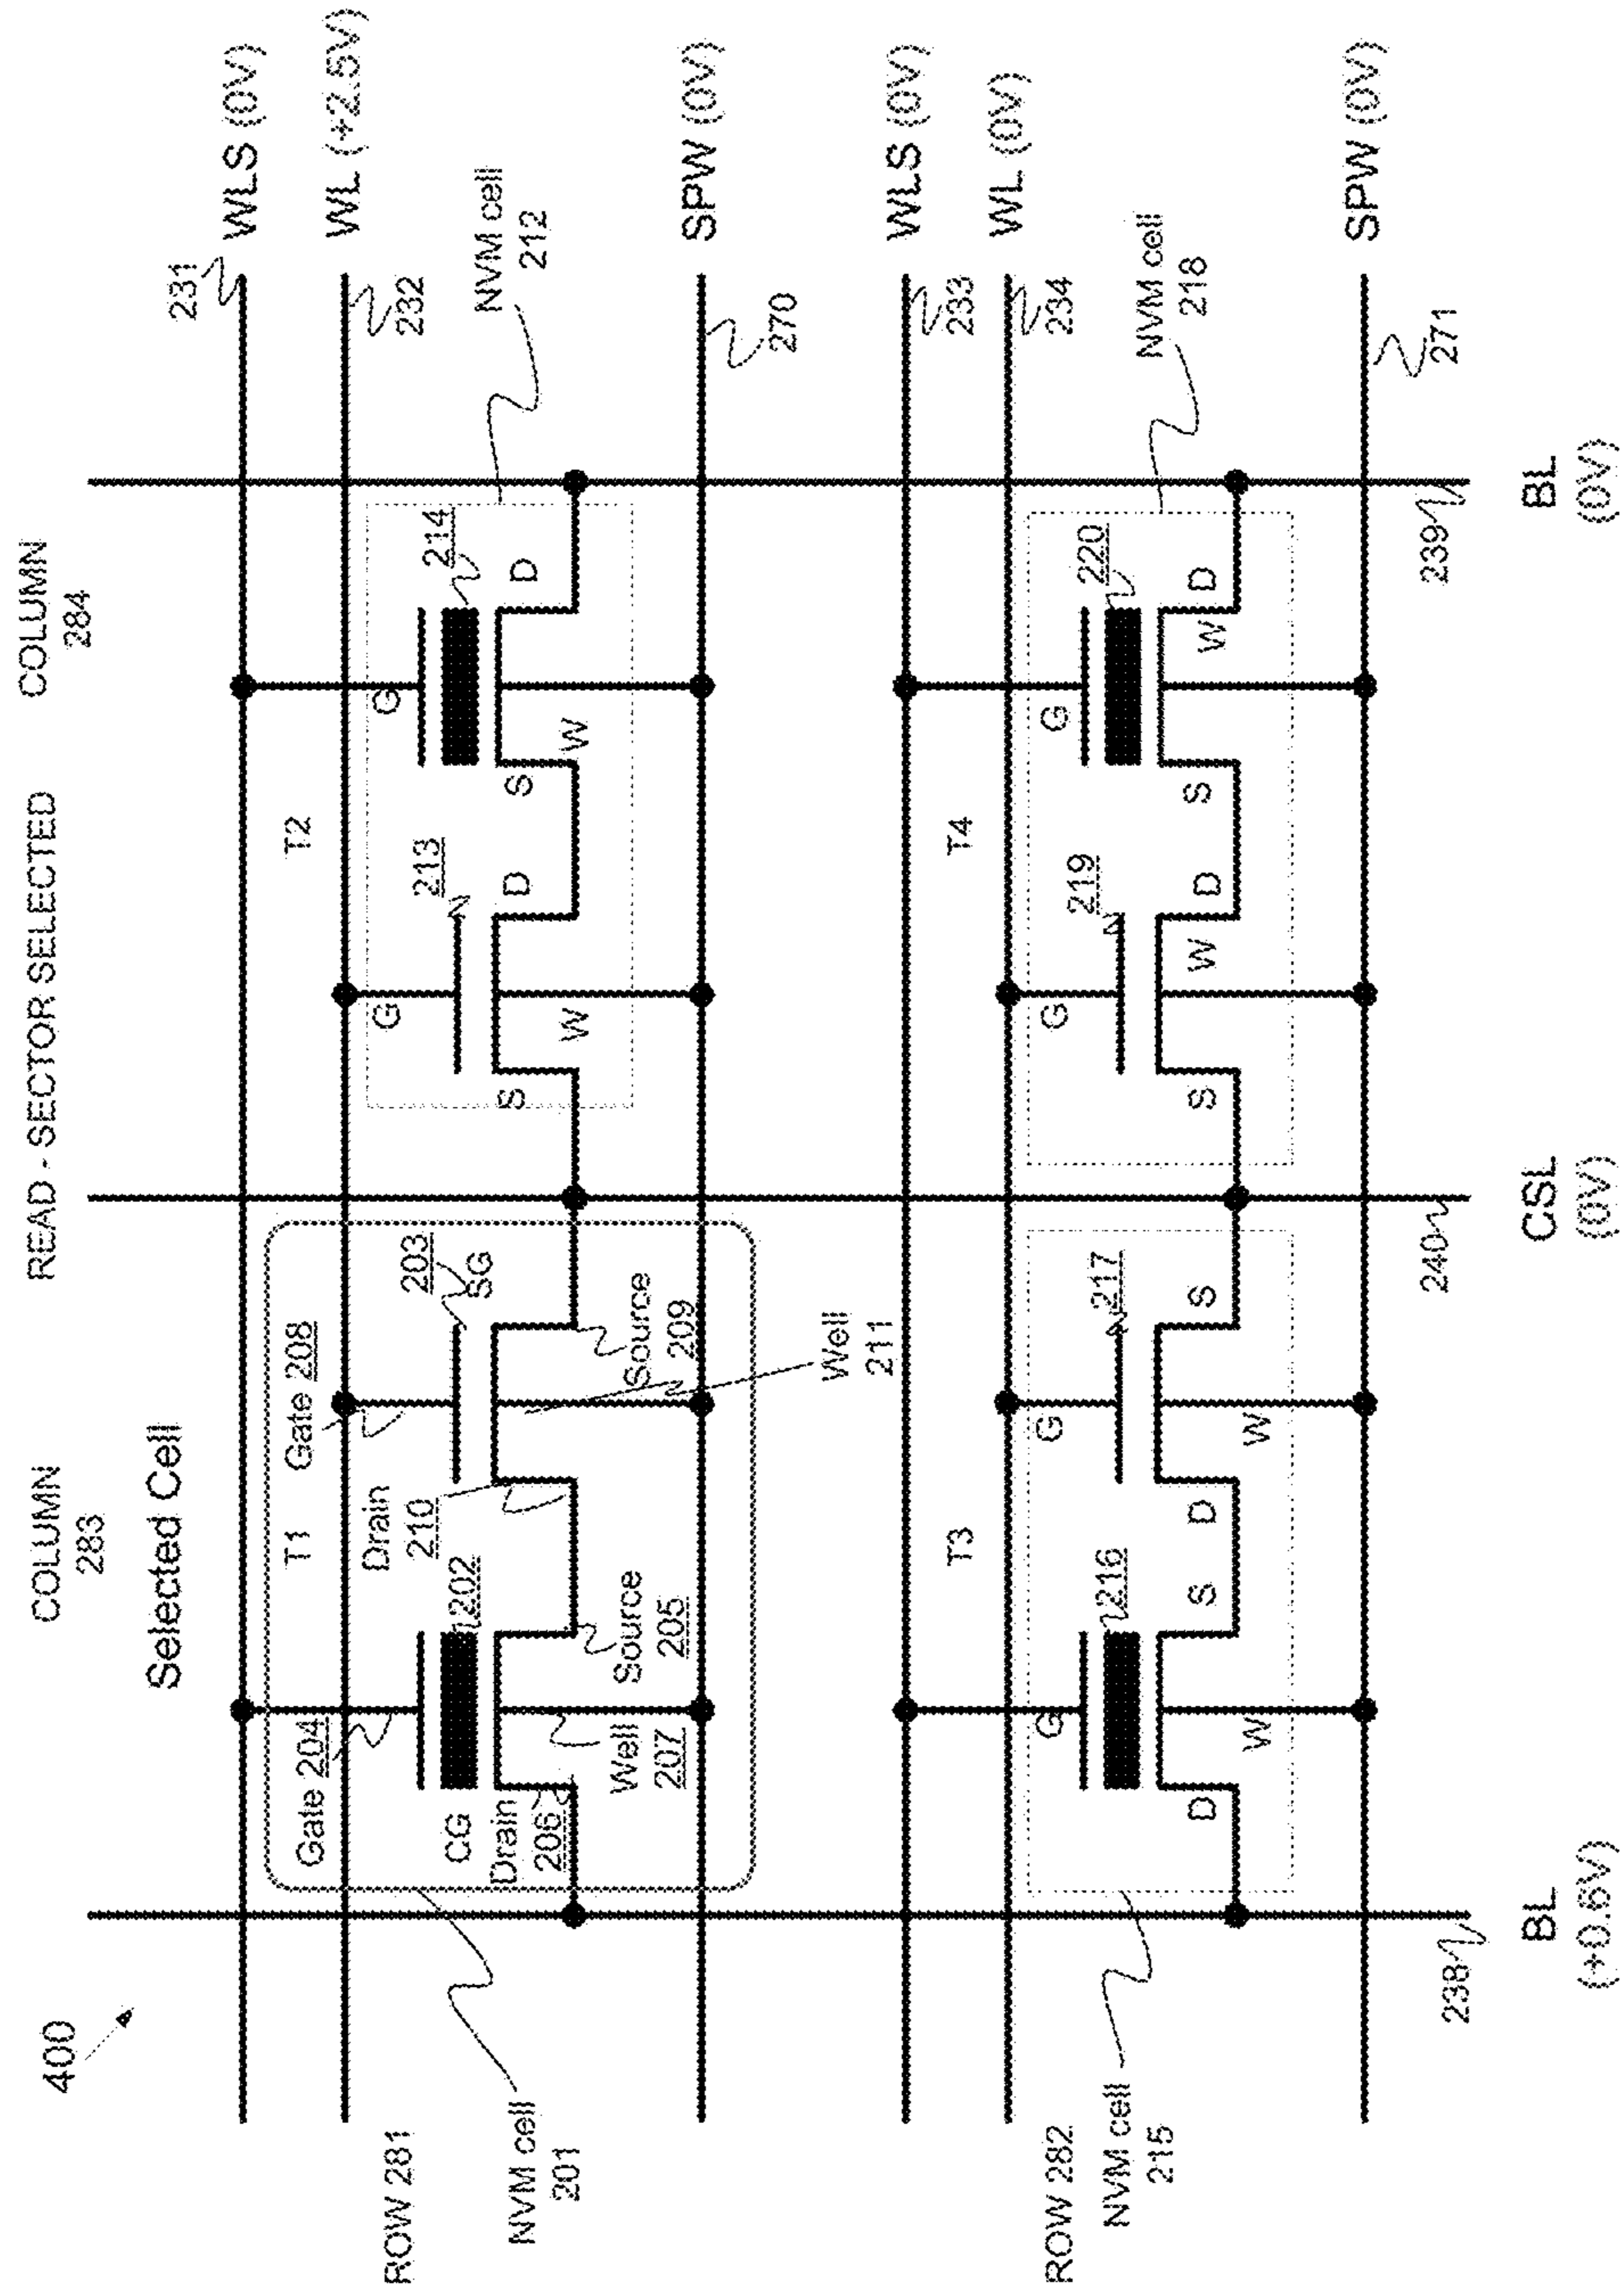 400
READ - SECTOR SELECTED
COLUMN
283
COLUMN
284
Selected Cell
231
WLS (0V)
T1
Gate 208
Gate 204
T2
WL (+2.5V)
232
ROW 281
Drain
210
203
SG
202
CG
G
213
G
214
NVM cell
212
Drain
206
Source
205
Well
207
Source
209
S
D
W
S
D
W
NVM cell
201
SPW (0V)
270
Well
211
WLS (0V)
233
T3
T4
WL (0V)
234
ROW 282
NVM cell
215
G
216
G
217
G
219
G
220
NVM cell
218
D
S
W
D
S
W
S
W
D
S
W
D
SPW (0V)
271
238
240
239
BL
(+0.6V)
CSL
(0V)
BL
(0V)